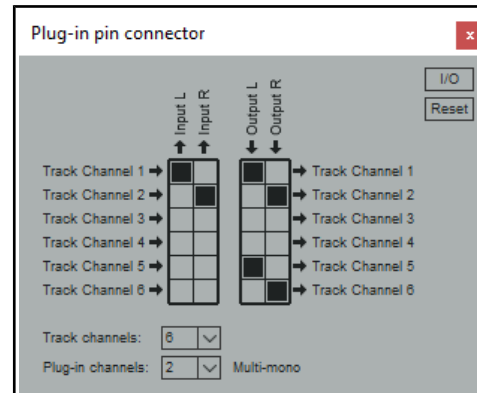 Plug-in pin connector
x
I/O
Reset
Input L
Input R
Output L
Output R
Track Channel 1 Track Channel 1
Track Channel 2 Track Channel 2
Track Channel 3 Track Channel 3
Track Channel 4 Track Channel 4
Track Channel 5 Track Channel 5
Track Channel 6 Track Channel 6
Track channels: 6
Plug-in channels: 2 Multi-mono